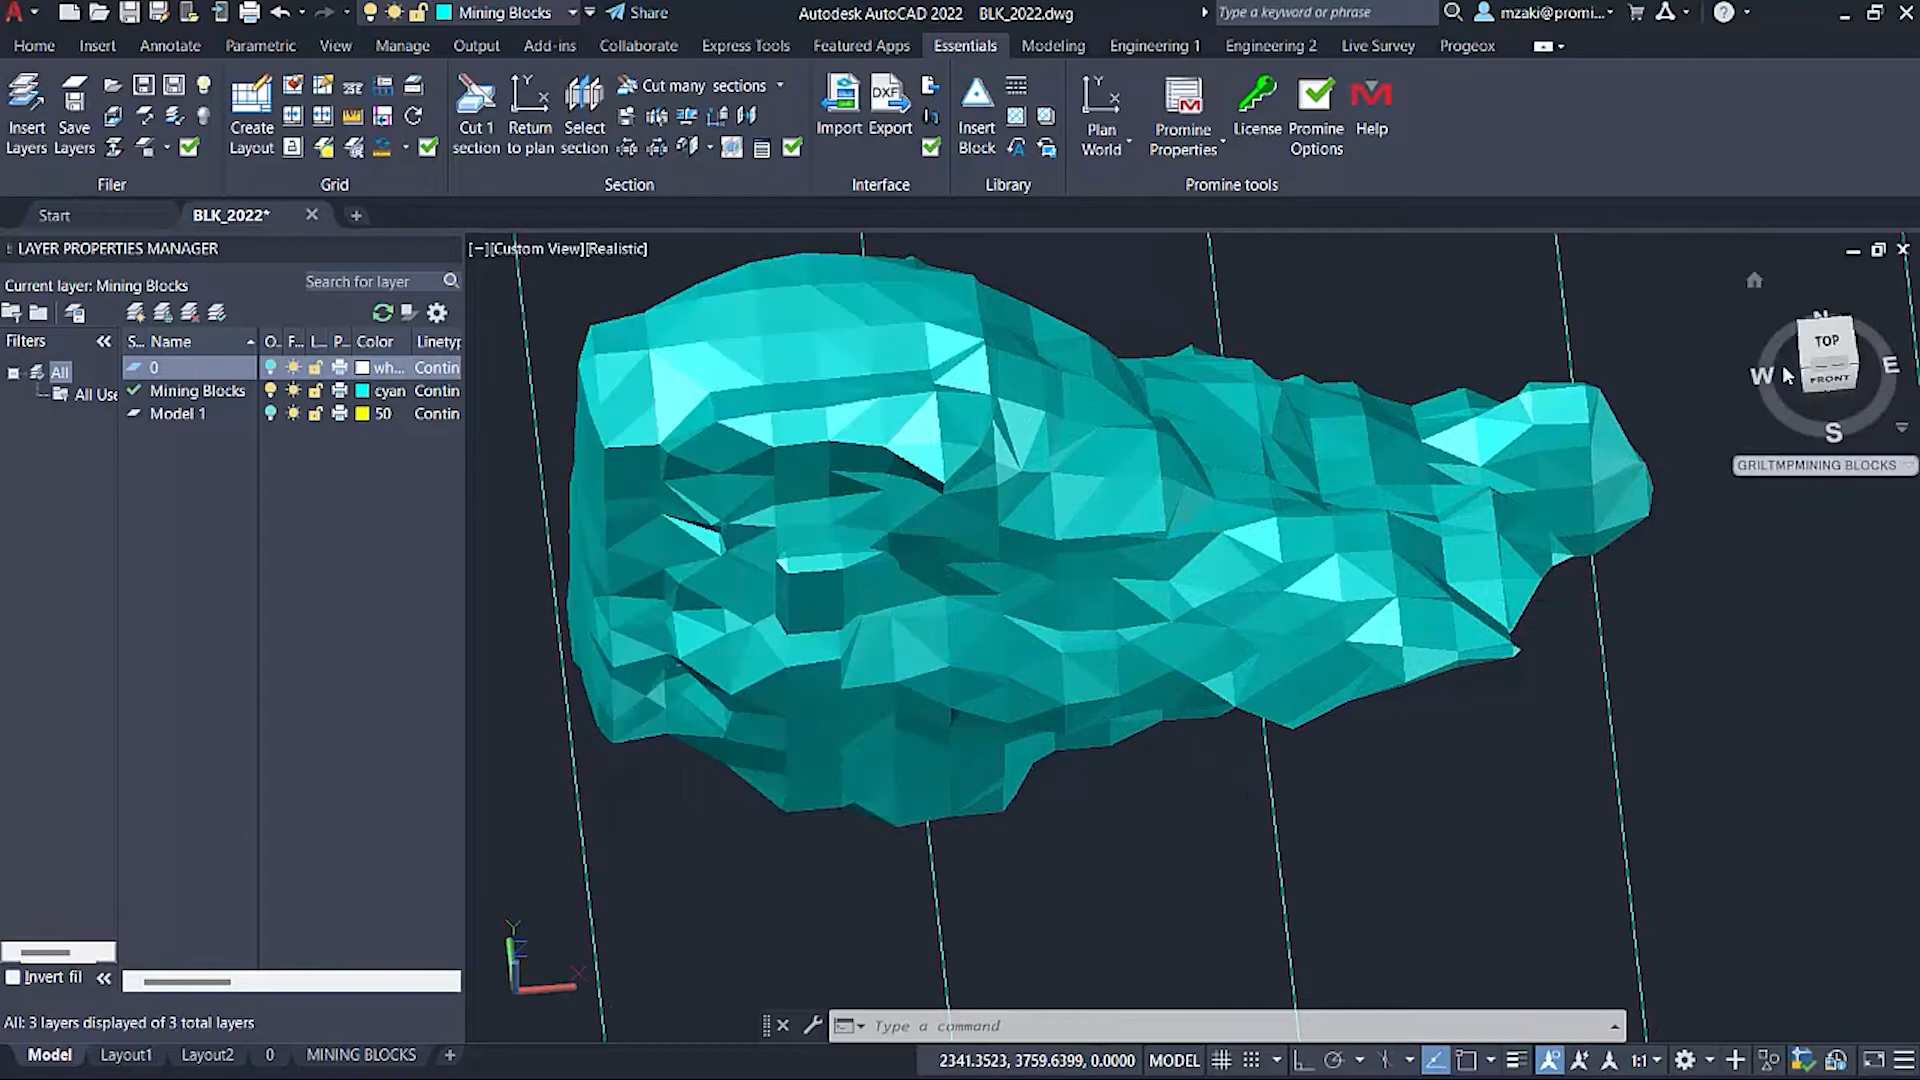 Mining Blocks
Share
Autodesk AutoCAD 2022 BLK_2022.dwg
Type a keyword or phrase
mzaki@promi...
Home Insert Annotate Parametric View Manage Output Add-ins Collaborate Express Tools Featured Apps Essentials Modeling Engineering 1 Engineering 2 Live Survey Progeox
Insert Layers
Save Layers
Create Layout
Cut 1 section
Return to plan
Select section
Cut many sections
Import
Export
DXF
Insert Block
Plan World
Promine Properties
License
Promine Options
Help
Filer Grid Section Interface Library Promine tools
Start BLK_2022*
LAYER PROPERTIES MANAGER
Current layer: Mining Blocks
Search for layer
Filters
S.. Name O. F.. L... P.. Color Linetyp
All
All Use
0 wh... Contin
Mining Blocks cyan Contin
Model 1 50 Contin
Invert fil
All: 3 layers displayed of 3 total layers
[−][Custom View][Realistic]
N
TOP
FRONT
W
E
S
GRILTMPMINING BLOCKS
Y
Z
X
Type a command
Model Layout1 Layout2 0 MINING BLOCKS
2341.3523, 3759.6399, 0.0000 MODEL 1:1